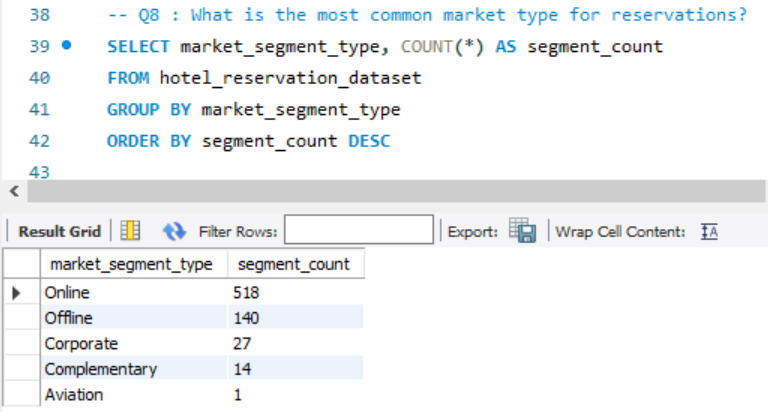 38 -- Q8 : What is the most common market type for reservations?
39 SELECT market_segment_type, COUNT(*) AS segment_count
40 FROM hotel_reservation_dataset
41 GROUP BY market_segment_type
42 ORDER BY segment_count DESC
43
Result Grid Filter Rows: Export: Wrap Cell Content: IA
market_segment_type segment_count
Online 518
Offline 140
Corporate 27
Complementary 14
Aviation 1